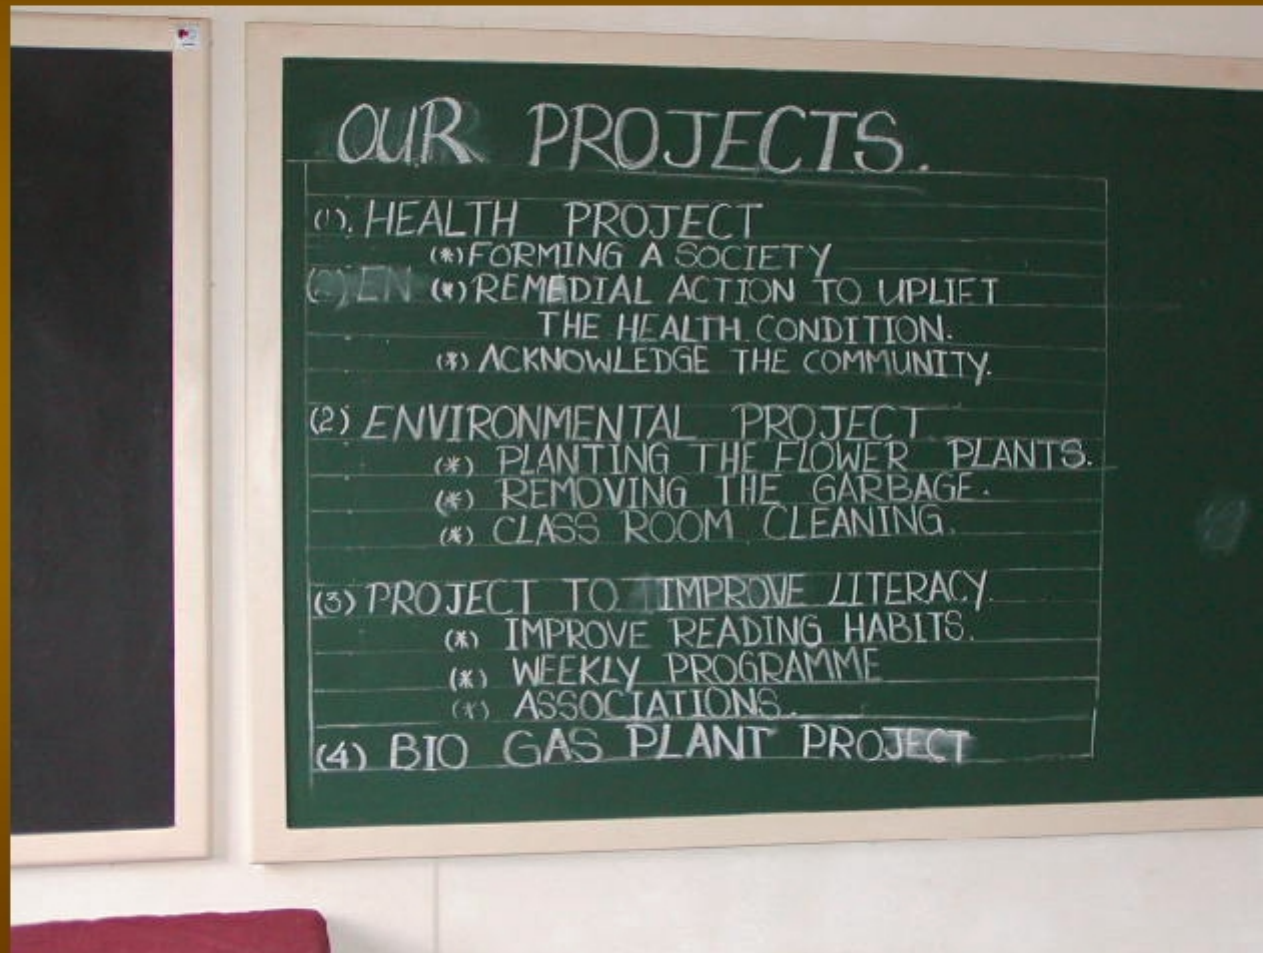 OUR PROJECTS.
(1). HEALTH PROJECT
(*) FORMING A SOCIETY
(2) EN (*) REMEDIAL ACTION TO UPLIFT
THE HEALTH CONDITION.
(*) ACKNOWLEDGE THE COMMUNITY.
(2) ENVIRONMENTAL PROJECT
(*) PLANTING THE FLOWER PLANTS.
(*) REMOVING THE GARBAGE.
(*) CLASS ROOM CLEANING.
(3) PROJECT TO IMPROVE LITERACY.
(*) IMPROVE READING HABITS.
(*) WEEKLY PROGRAMME
(*) ASSOCIATIONS.
(4) BIO GAS PLANT PROJECT